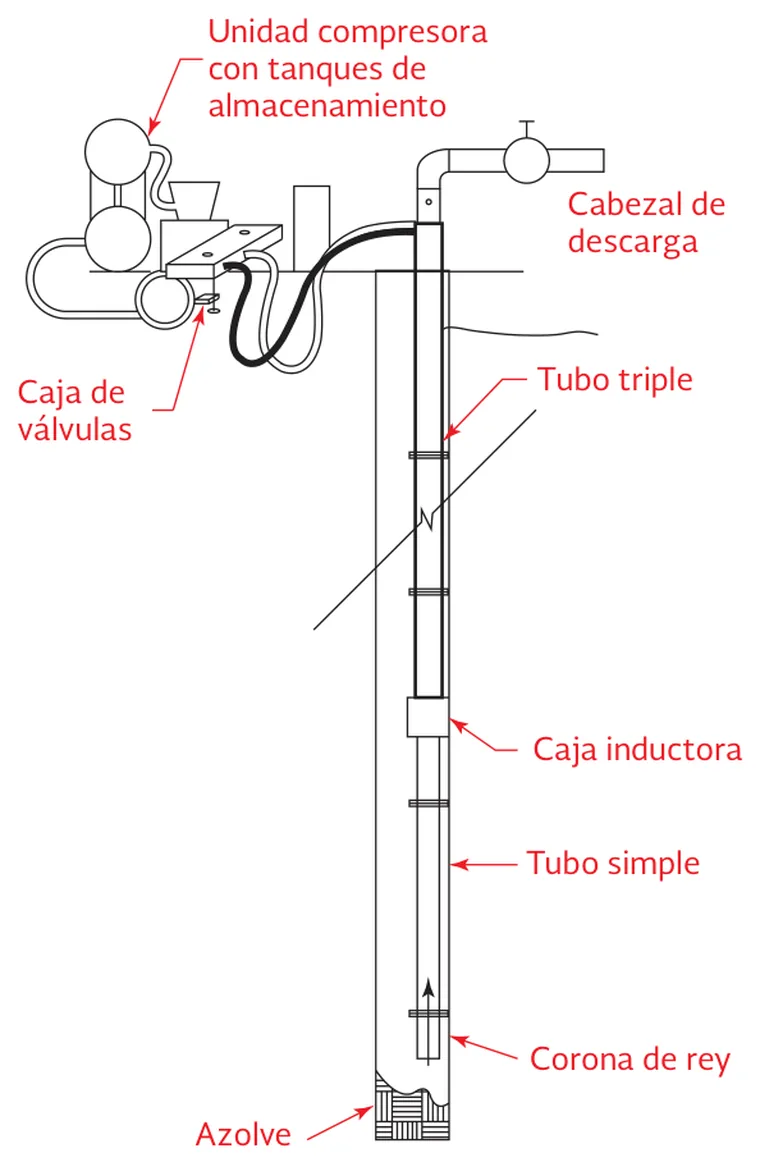 Unidad compresora
con tanques de
almacenamiento
Cabezal de
descarga
Tubo triple
Caja de
válvulas
Caja inductora
Tubo simple
Corona de rey
Azolve